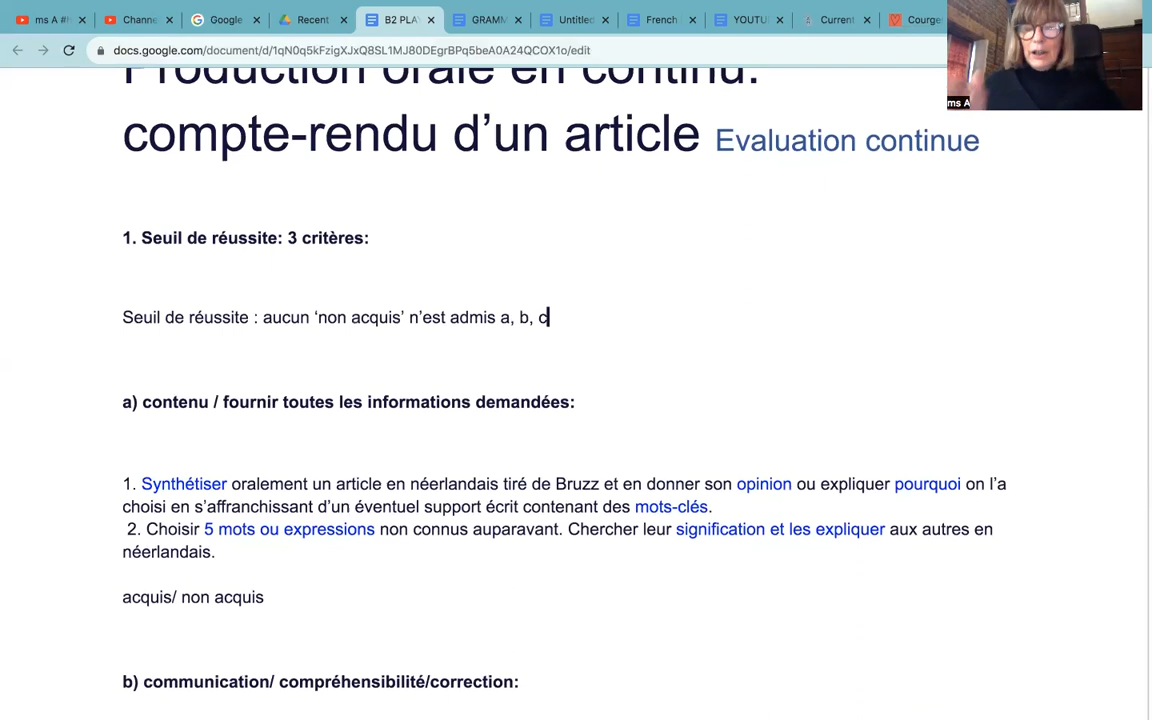 ms A #N
Channe
Google
Recent
B2 PLAY
GRAMM
Untitled
French
YOUTU
Current
Courge
docs.google.com/document/d/1qN0q5kFzigXJxQ8SL1MJ80DEgrBPq5beA0A24QCOX1o/edit
ms A
Production orale en continu:
compte-rendu d’un article Evaluation continue
1. Seuil de réussite: 3 critères:
Seuil de réussite : aucun ‘non acquis’ n’est admis a, b, c
a) contenu / fournir toutes les informations demandées:
1. Synthétiser oralement un article en néerlandais tiré de Bruzz et en donner son opinion ou expliquer pourquoi on l’a
choisi en s’affranchissant d’un éventuel support écrit contenant des mots-clés.
2. Choisir 5 mots ou expressions non connus auparavant. Chercher leur signification et les expliquer aux autres en
néerlandais.
acquis/ non acquis
b) communication/ compréhensibilité/correction: